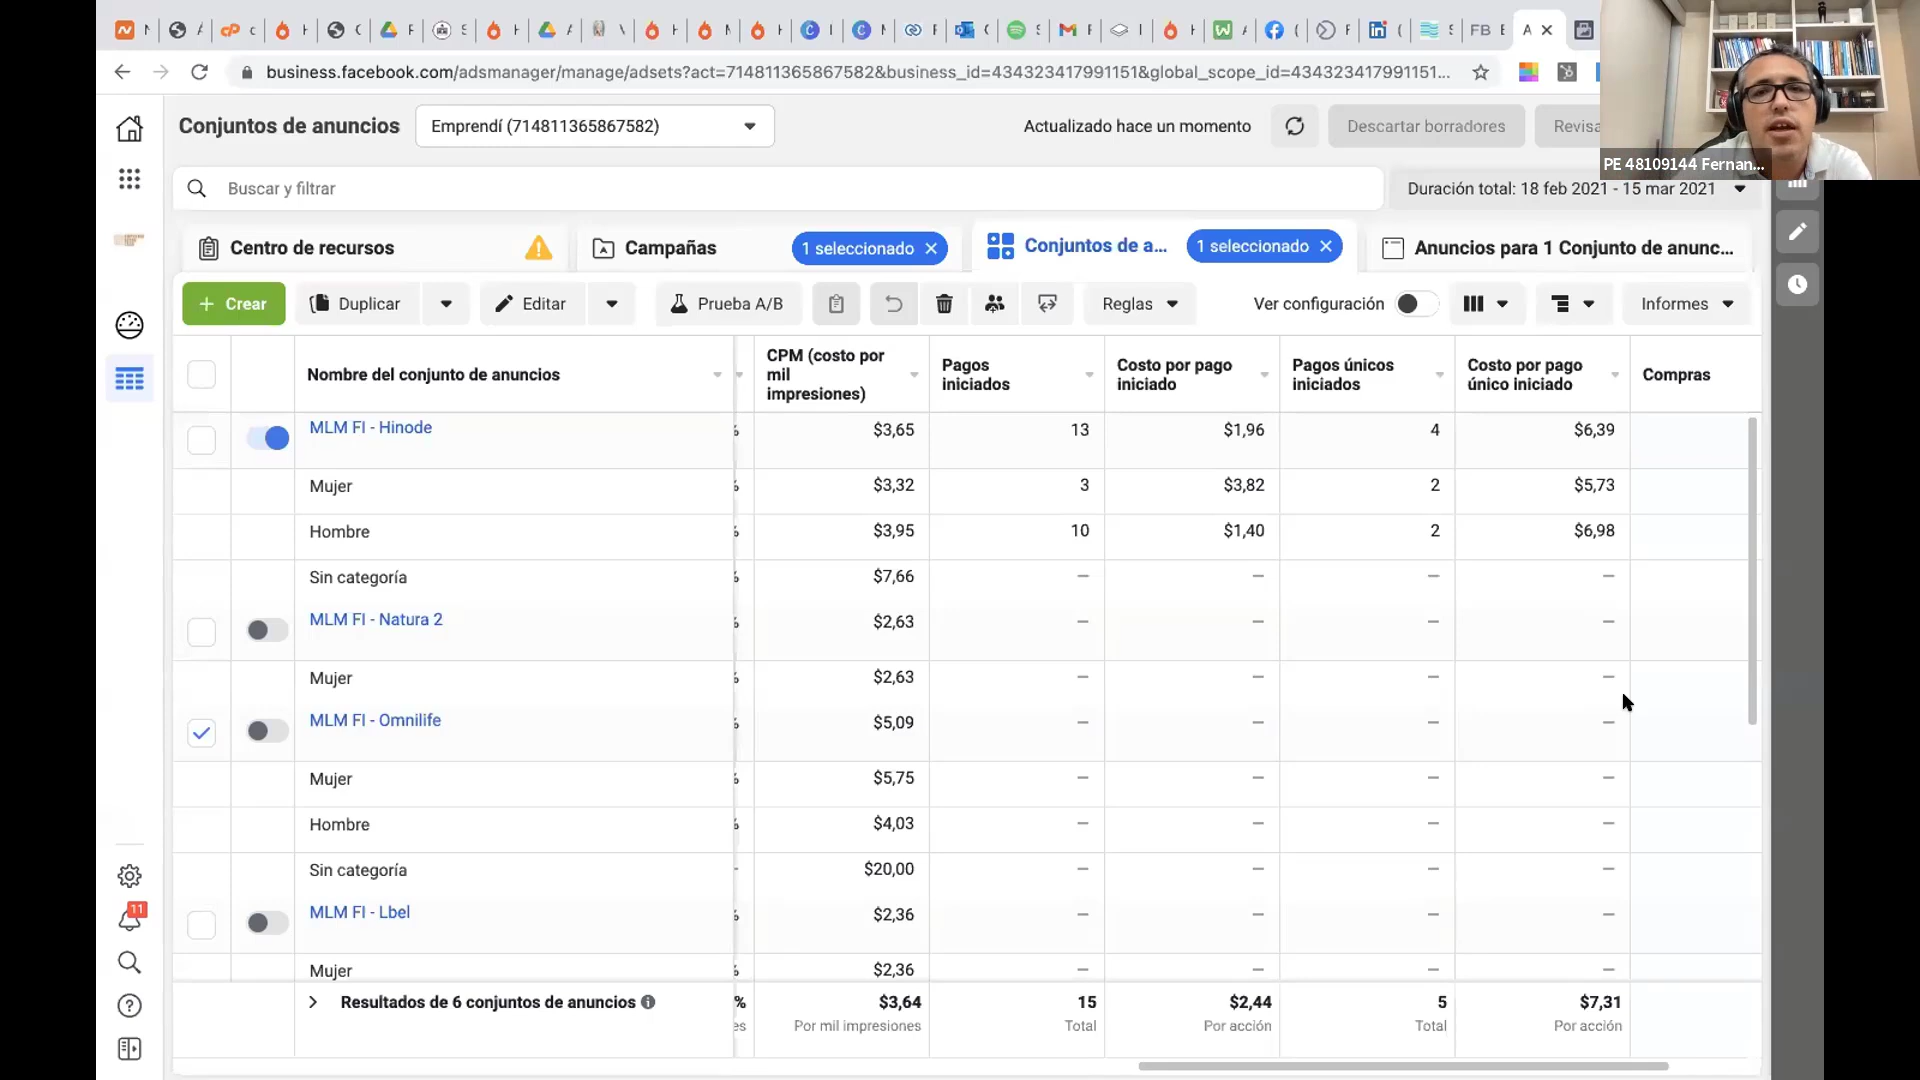 business.facebook.com/adsmanager/manage/adsets?act=714811365867582&business_id=434323417991151&global_scope_id=434323417991151...
Conjuntos de anuncios
Emprendí (714811365867582)
Actualizado hace un momento
Descartar borradores
Revisa
PE 48109144 Fernan...
Buscar y filtrar
Duración total: 18 feb 2021 - 15 mar 2021
Centro de recursos
Campañas
1 seleccionado
Conjuntos de a...
1 seleccionado
Anuncios para 1 Conjunto de anunc...
+ Crear
Duplicar
Editar
Prueba A/B
Reglas
Ver configuración
Informes
Nombre del conjunto de anuncios
CPM (costo por
mil
impresiones)
Pagos
iniciados
Costo por pago
iniciado
Pagos únicos
iniciados
Costo por pago
único iniciado
Compras
MLM FI - Hinode $3,65 13 $1,96 4 $6,39
Mujer $3,32 3 $3,82 2 $5,73
Hombre $3,95 10 $1,40 2 $6,98
Sin categoría $7,66 — — — —
MLM FI - Natura 2 $2,63 — — — —
Mujer $2,63 — — — —
MLM FI - Omnilife $5,09 — — — —
Mujer $5,75 — — — —
Hombre $4,03 — — — —
Sin categoría $20,00 — — — —
MLM FI - Lbel $2,36 — — — —
Mujer $2,36 — — — —
11
Resultados de 6 conjuntos de anuncios % $3,64 15 $2,44 5 $7,31
es Por mil impresiones Total Por acción Total Por acción